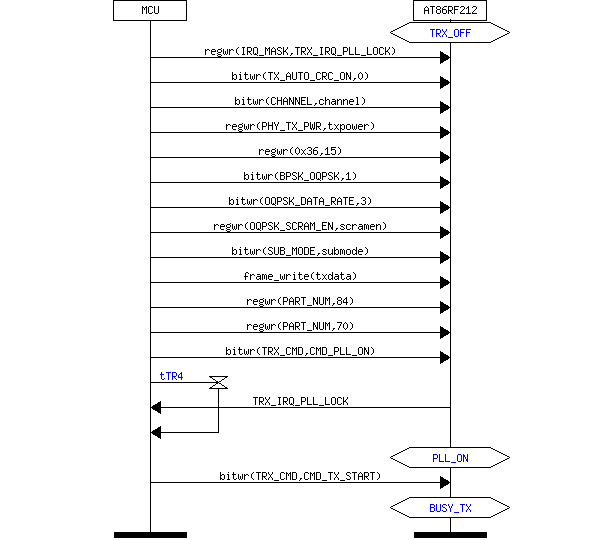 MCU
AT86RF212
TRX_OFF
regwr(IRQ_MASK,TRX_IRQ_PLL_LOCK)
bitwr(TX_AUTO_CRC_ON,0)
bitwr(CHANNEL,channel)
regwr(PHY_TX_PWR,txpower)
regwr(0x36,15)
bitwr(BPSK_OQPSK,1)
bitwr(OQPSK_DATA_RATE,3)
regwr(OQPSK_SCRAM_EN,scramen)
bitwr(SUB_MODE,submode)
frame_write(txdata)
regwr(PART_NUM,84)
regwr(PART_NUM,70)
bitwr(TRX_CMD,CMD_PLL_ON)
tTR4
TRX_IRQ_PLL_LOCK
PLL_ON
bitwr(TRX_CMD,CMD_TX_START)
BUSY_TX